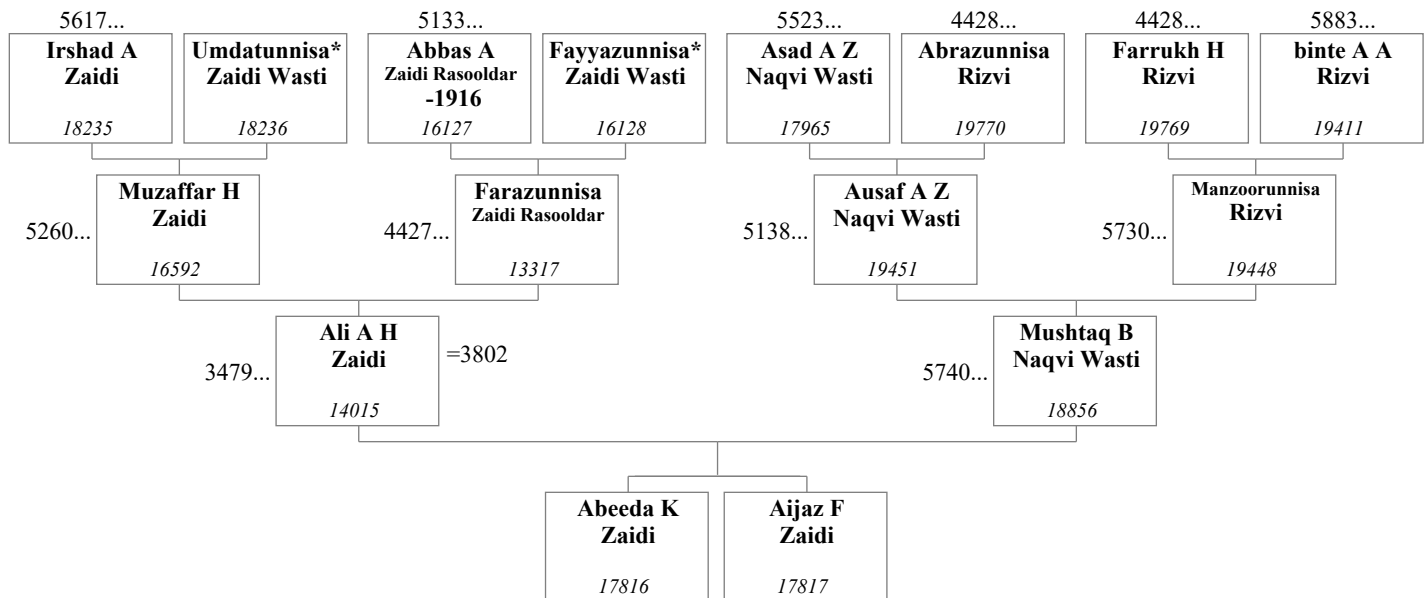 5617...
5133...
5523...
4428...
4428...
5883...
Irshad A
Zaidi
18235
Umdatunnisa*
Zaidi Wasti
18236
Abbas A
Zaidi Rasooldar
-1916
16127
Fayyazunnisa*
Zaidi Wasti
16128
Asad A Z
Naqvi Wasti
17965
Abrazunnisa
Rizvi
19770
Farrukh H
Rizvi
19769
binte A A
Rizvi
19411
5260...
Muzaffar H
Zaidi
16592
4427...
Farazunnisa
Zaidi Rasooldar
13317
5138...
Ausaf A Z
Naqvi Wasti
19451
5730...
Manzoorunnisa
Rizvi
19448
3479...
Ali A H
Zaidi
14015
=3802
5740...
Mushtaq B
Naqvi Wasti
18856
Abeeda K
Zaidi
17816
Aijaz F
Zaidi
17817